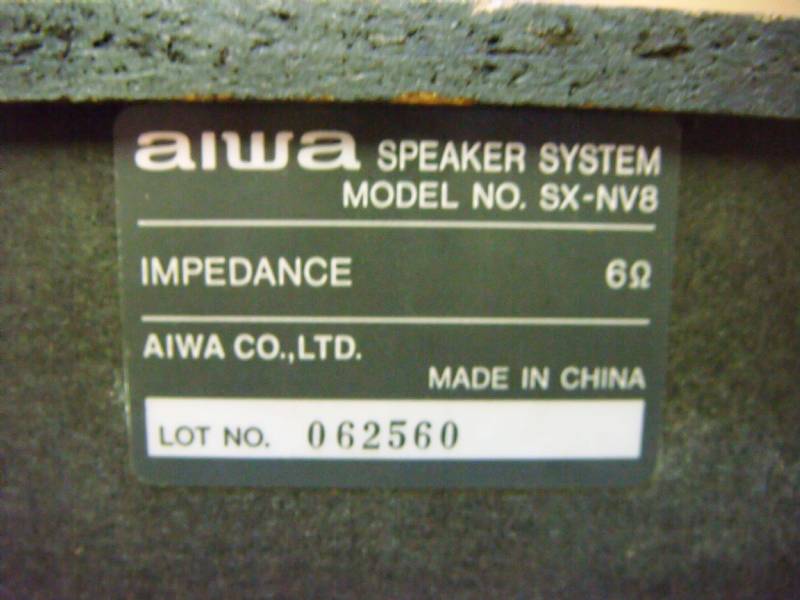 aiwa SPEAKER SYSTEM
MODEL NO. SX-NV8
IMPEDANCE 6Ω
AIWA CO.,LTD.
MADE IN CHINA
LOT NO. 062560